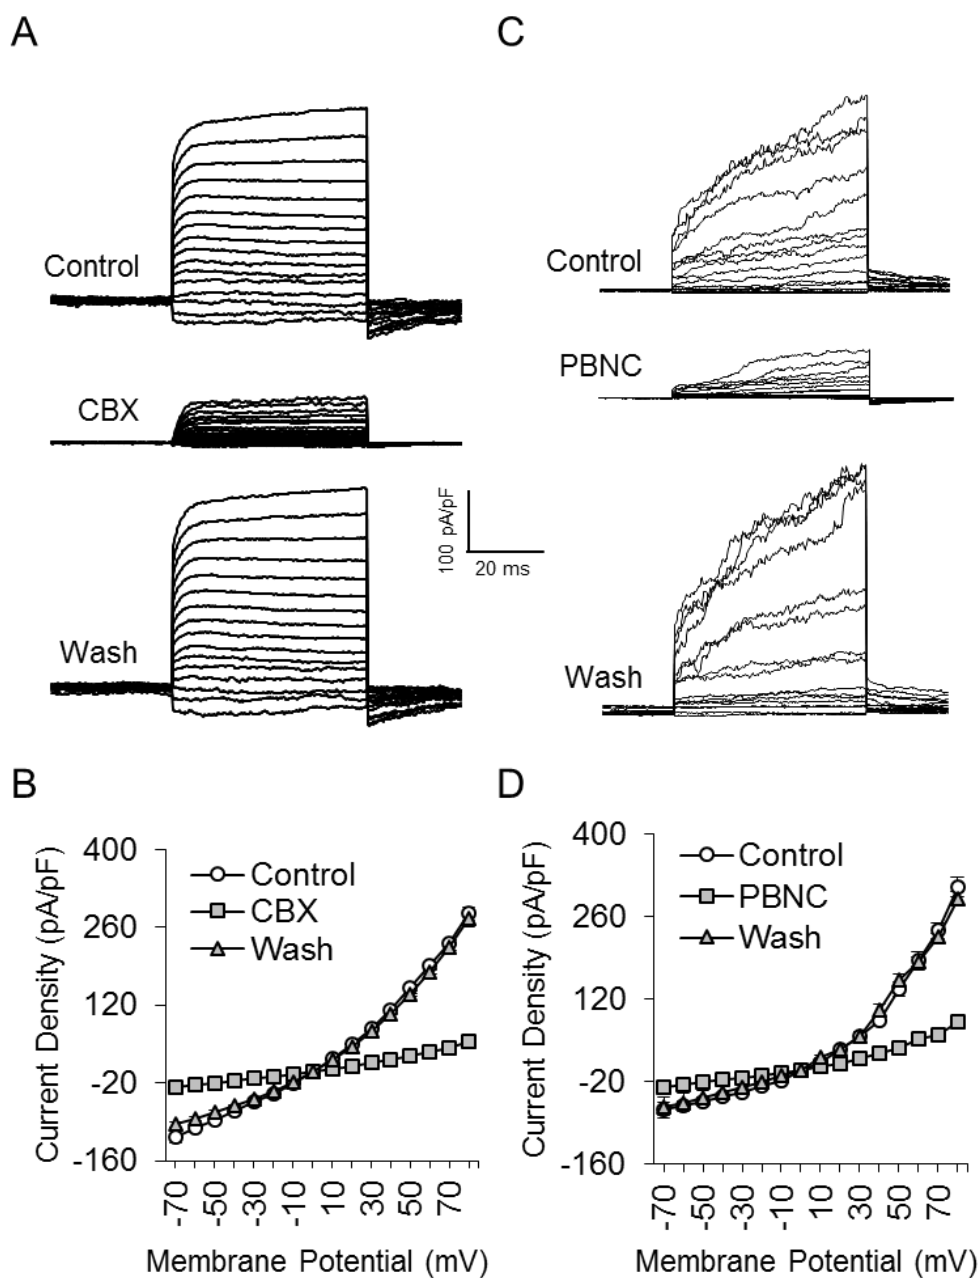 A
C
Control
Control
CBX
PBNC
100 pA/pF
20 ms
Wash
Wash
B
D
Current Density (pA/pF)
400
260
120
-20
-160
Control
CBX
Wash
-70
-50
-30
-10
10
30
50
70
Membrane Potential (mV)
Current Density (pA/pF)
400
260
120
-20
-160
Control
PBNC
Wash
-70
-50
-30
-10
10
30
50
70
Membrane Potential (mV)